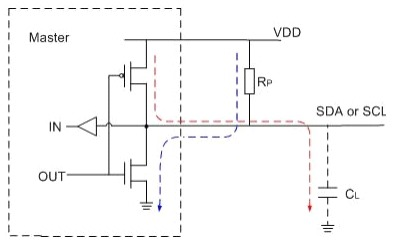 Master
VDD
RP
SDA or SCL
IN
OUT
CL